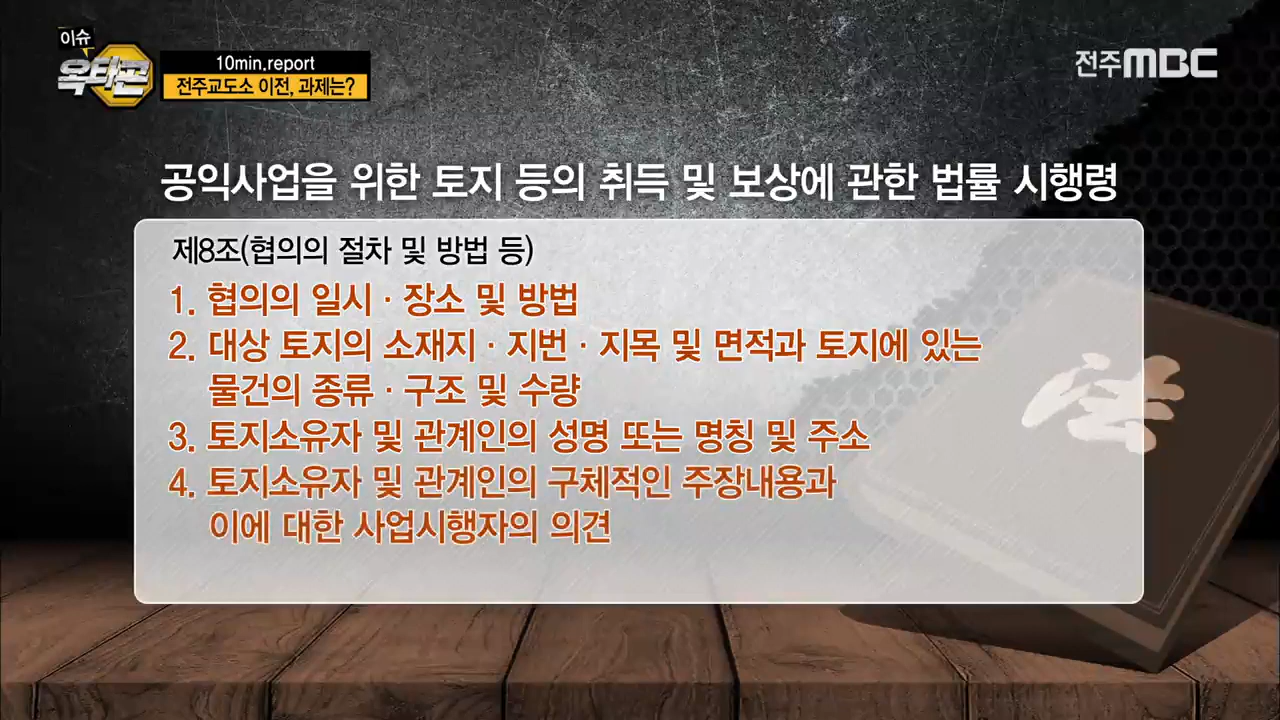 이슈
옥타곤
10min.report
전주교도소 이전, 과제는?
전주MBC
공익사업을 위한 토지 등의 취득 및 보상에 관한 법률 시행령
제8조(협의의 절차 및 방법 등)
1. 협의의 일시 · 장소 및 방법
2. 대상 토지의 소재지 · 지번 · 지목 및 면적과 토지에 있는
물건의 종류 · 구조 및 수량
3. 토지소유자 및 관계인의 성명 또는 명칭 및 주소
4. 토지소유자 및 관계인의 구체적인 주장내용과
이에 대한 사업시행자의 의견
法